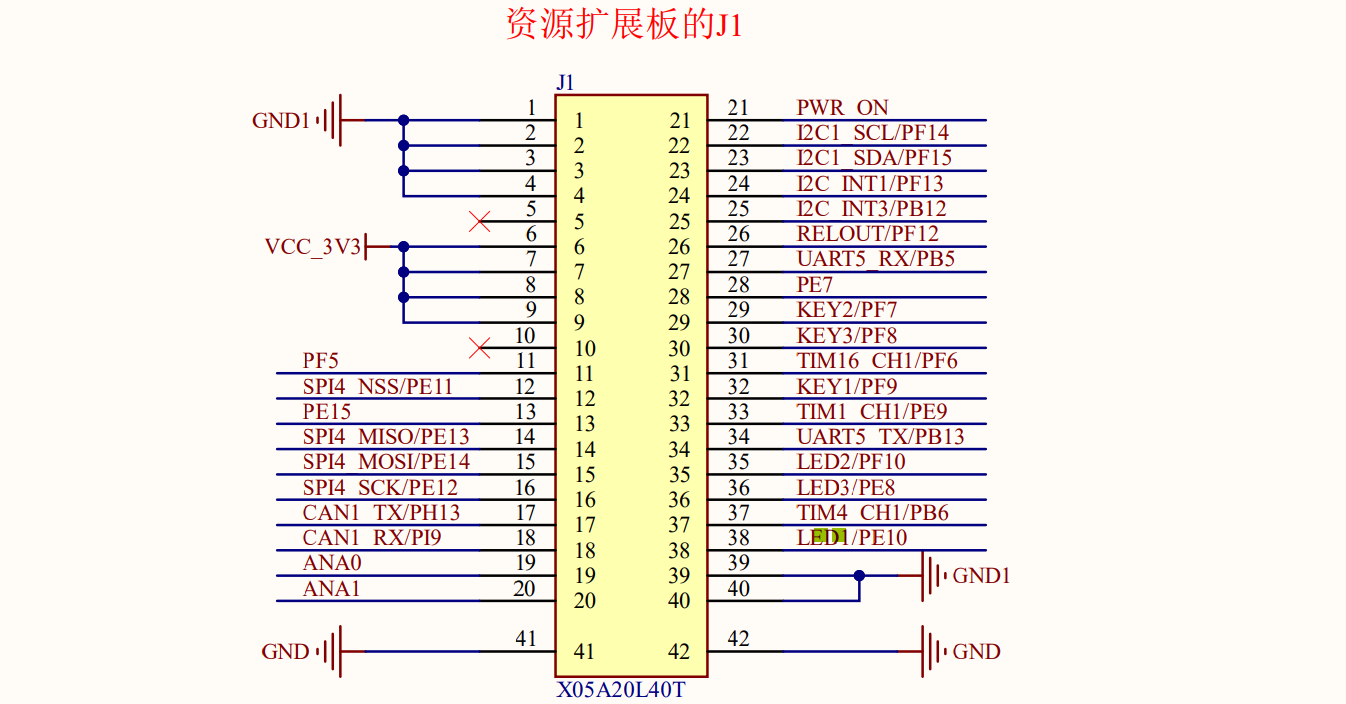 资源扩展板的J1
J1
GND1 1 1 21 21 PWR_ON
2 2 22 22 I2C1_SCL/PF14
3 3 23 23 I2C1_SDA/PF15
4 4 24 24 I2C_INT1/PF13
5 5 25 25 I2C_INT3/PB12
VCC_3V3 6 6 26 26 RELOUT/PF12
7 7 27 27 UART5_RX/PB5
8 8 28 28 PE7
9 9 29 29 KEY2/PF7
10 10 30 30 KEY3/PF8
PF5 11 11 31 31 TIM16_CH1/PF6
SPI4_NSS/PE11 12 12 32 32 KEY1/PF9
PE15 13 13 33 33 TIM1_CH1/PE9
SPI4_MISO/PE13 14 14 34 34 UART5_TX/PB13
SPI4_MOSI/PE14 15 15 35 35 LED2/PF10
SPI4_SCK/PE12 16 16 36 36 LED3/PE8
CAN1_TX/PH13 17 17 37 37 TIM4_CH1/PB6
CAN1_RX/PI9 18 18 38 38 LED1/PE10
ANA0 19 19 39 39 GND1
ANA1 20 20 40 40
GND 41 41 42 42 GND
X05A20L40T